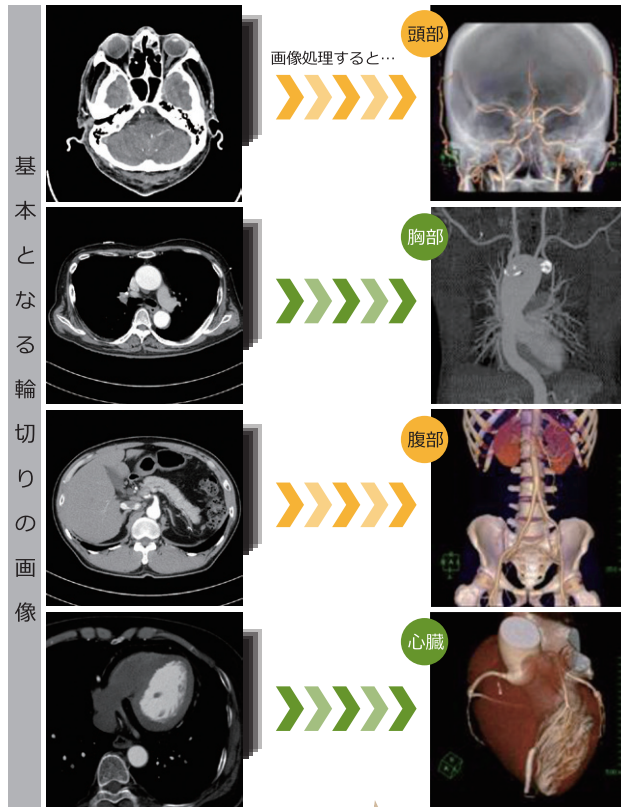 基本となる輪切りの画像
画像処理すると…
頭部
胸部
腹部
心臓